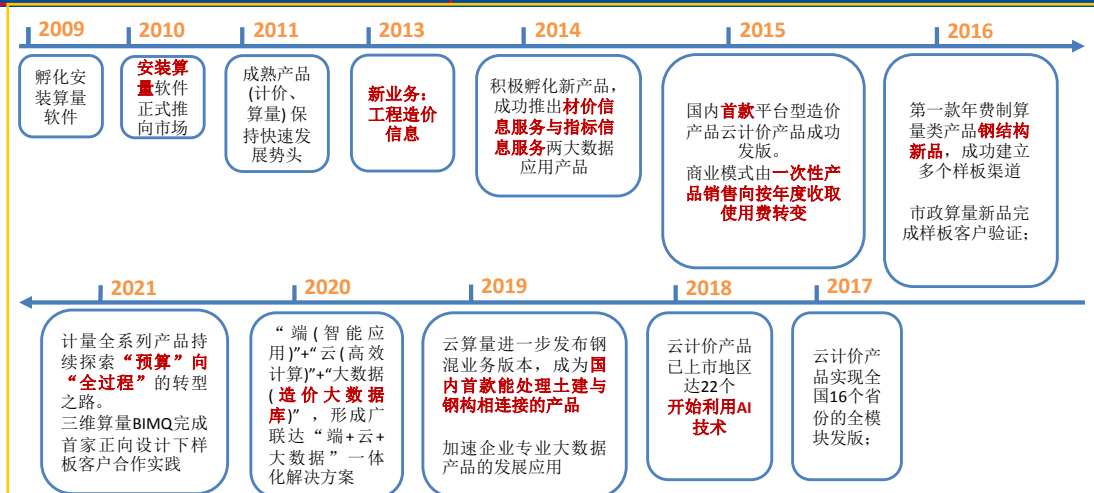 2009
2010
2011
2013
2014
2015
2016
孵化安
装算量
软件
安装算
量软件
正式推
向市场
成熟产品
(计价、
算量) 保
持快速发
展势头
新业务：
工程造价
信息
积极孵化新产品，
成功推出材价信
息服务与指标信
息服务两大数据
应用产品
国内首款平台型造价
产品云计价产品成功
发版。
商业模式由一次性产
品销售向按年度收取
使用费转变
第一款年费制算
量类产品钢结构
新品，成功建立
多个样板渠道
市政算量新品完
成样板客户验证；
2021
2020
2019
2018
2017
计量全系列产品持
续探索“预算”向
“全过程”的转型
之路。
三维算量BIMQ完成
首家正向设计下样
板客户合作实践
“端(智能应
用)”+“云(高效
计算)”+“大数据
(造价大数据
库)”，形成广
联达“端+云+
大数据”一体
化解决方案
云算量进一步发布钢
混业务版本，成为国
内首款能处理土建与
钢构相连接的产品
加速企业专业大数据
产品的发展应用
云计价产品
已上市地区
达22个
开始利用AI
技术
云计价产
品实现全
国16个省
份的全模
块发版；